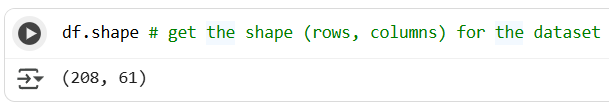 df.shape # get the shape (rows, columns) for the dataset
(208, 61)